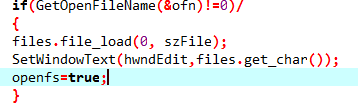 if(GetOpenFileName(&ofn)!=0)/
{
files.file_load(0, szFile);
SetWindowText(hwndEdit,files.get_char());
openfs=true;
}